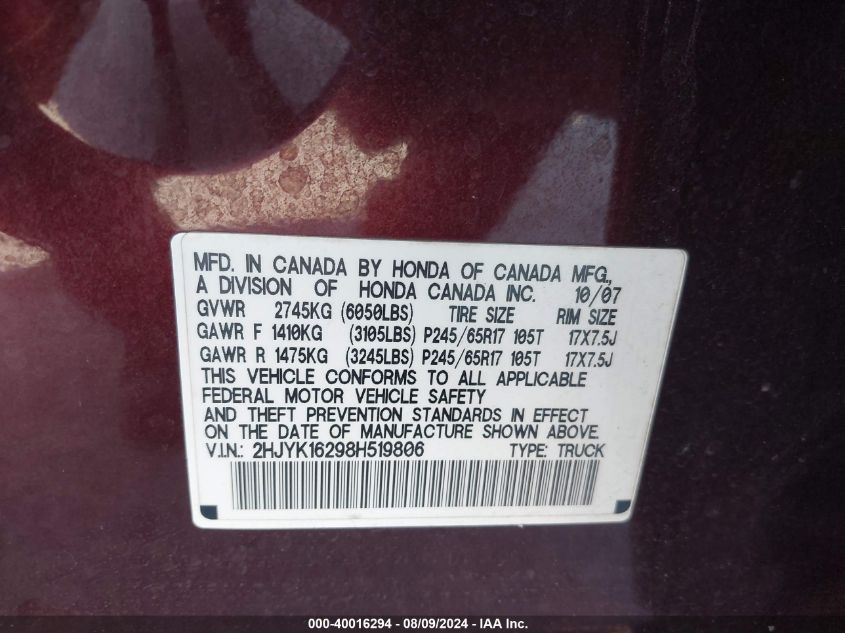 MFD. IN CANADA BY HONDA OF CANADA MFG.,
A DIVISION OF HONDA CANADA INC. 10/07
GVWR 2745KG (6050LBS) TIRE SIZE RIM SIZE
GAWR F 1410KG (3105LBS) P245/65R17 105T 17X7.5J
GAWR R 1475KG (3245LBS) P245/65R17 105T 17X7.5J
THIS VEHICLE CONFORMS TO ALL APPLICABLE
FEDERAL MOTOR VEHICLE SAFETY
AND THEFT PREVENTION STANDARDS IN EFFECT
ON THE DATE OF MANUFACTURE SHOWN ABOVE.
V.I.N.: 2HJYK16298H519806 TYPE: TRUCK
000-40016294 - 08/09/2024 - IAA Inc.